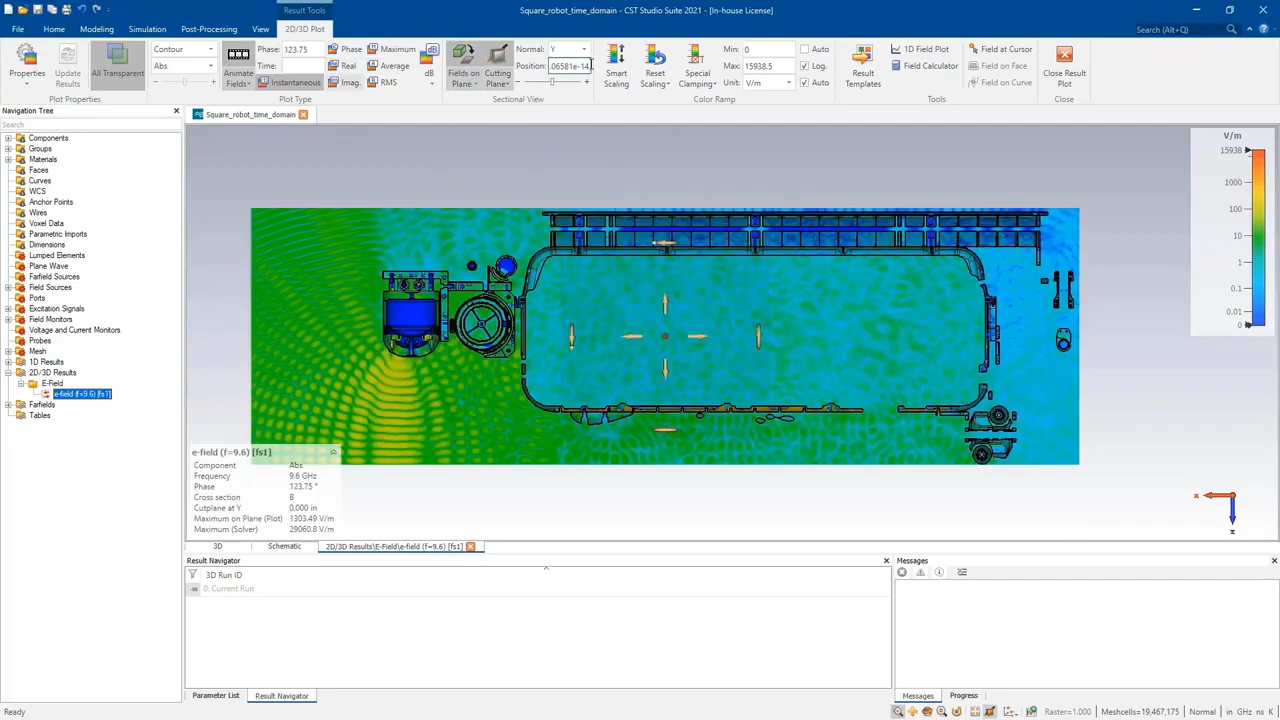 Result Tools
Square_robot_time_domain - CST Studio Suite 2021 - [In-house License]
File Home Modeling Simulation Post-Processing View 2D/3D Plot
Search (Alt+Q)
Properties
Update Results
Plot Properties
All Transparent
Contour
Abs
Animate Fields
Phase: 123.75
Time:
Instantaneous
Phase
Real
Imag.
Maximum
Average
RMS
dB
dB
Plot Type
Fields on Plane
Cutting Plane
Normal: Y
Position: .06581e-14
Sectional View
Smart Scaling
Reset Scaling
Special Clamping
Min: 0
Max: 15938.5
Unit: V/m
Auto
Log.
Auto
Color Ramp
Result Templates
1D Field Plot
Field Calculator
Tools
Field at Cursor
Field on Plane
Field on Curve
Close Result Plot
Close
Navigation Tree
Search
Components
Groups
Materials
Faces
Curves
WCS
Anchor Points
Wires
Voxel Data
Parametric Imports
Dimensions
Lumped Elements
Plane Wave
Farfield Sources
Field Sources
Ports
Excitation Signals
Field Monitors
Voltage and Current Monitors
Probes
Mesh
1D Results
2D/3D Results
E-Field
e-field (f=9.6) [fs1]
Farfields
Tables
Square_robot_time_domain
V/m
15938
1000
100
10
1
0.1
0.01
0
e-field (f=9.6) [fs1]
Component Abs
Frequency 9.6 GHz
Phase 123.75 °
Cross section B
Cutplane at Y 0.000 in
Maximum on Plane (Plot) 1303.49 V/m
Maximum (Solver) 29060.8 V/m
x
z
3D Schematic 2D/3D Results\E-Field\e-field (f=9.6) [fs1]
Result Navigator
3D Run ID
0: Current Run
Parameter List Result Navigator
Messages
Messages Progress
Ready
Raster=1.000 Meshcells=19,467,175 Normal in GHz ns K